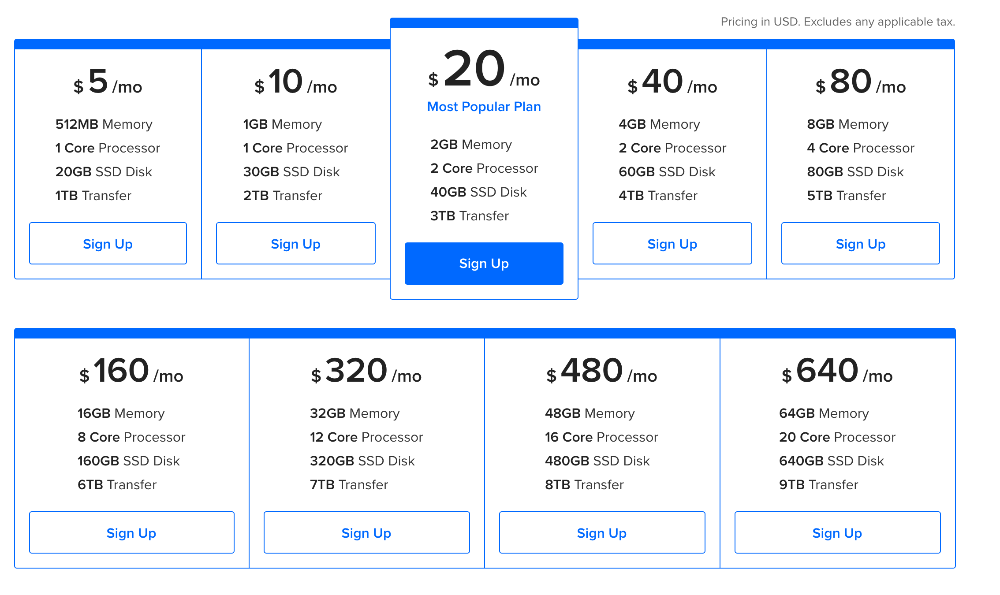 Pricing in USD. Excludes any applicable tax.
$ 5 /mo
512MB Memory
1 Core Processor
20GB SSD Disk
1TB Transfer
Sign Up
$ 10 /mo
1GB Memory
1 Core Processor
30GB SSD Disk
2TB Transfer
Sign Up
$ 20 /mo
Most Popular Plan
2GB Memory
2 Core Processor
40GB SSD Disk
3TB Transfer
Sign Up
$ 40 /mo
4GB Memory
2 Core Processor
60GB SSD Disk
4TB Transfer
Sign Up
$ 80 /mo
8GB Memory
4 Core Processor
80GB SSD Disk
5TB Transfer
Sign Up
$ 160 /mo
16GB Memory
8 Core Processor
160GB SSD Disk
6TB Transfer
Sign Up
$ 320 /mo
32GB Memory
12 Core Processor
320GB SSD Disk
7TB Transfer
Sign Up
$ 480 /mo
48GB Memory
16 Core Processor
480GB SSD Disk
8TB Transfer
Sign Up
$ 640 /mo
64GB Memory
20 Core Processor
640GB SSD Disk
9TB Transfer
Sign Up